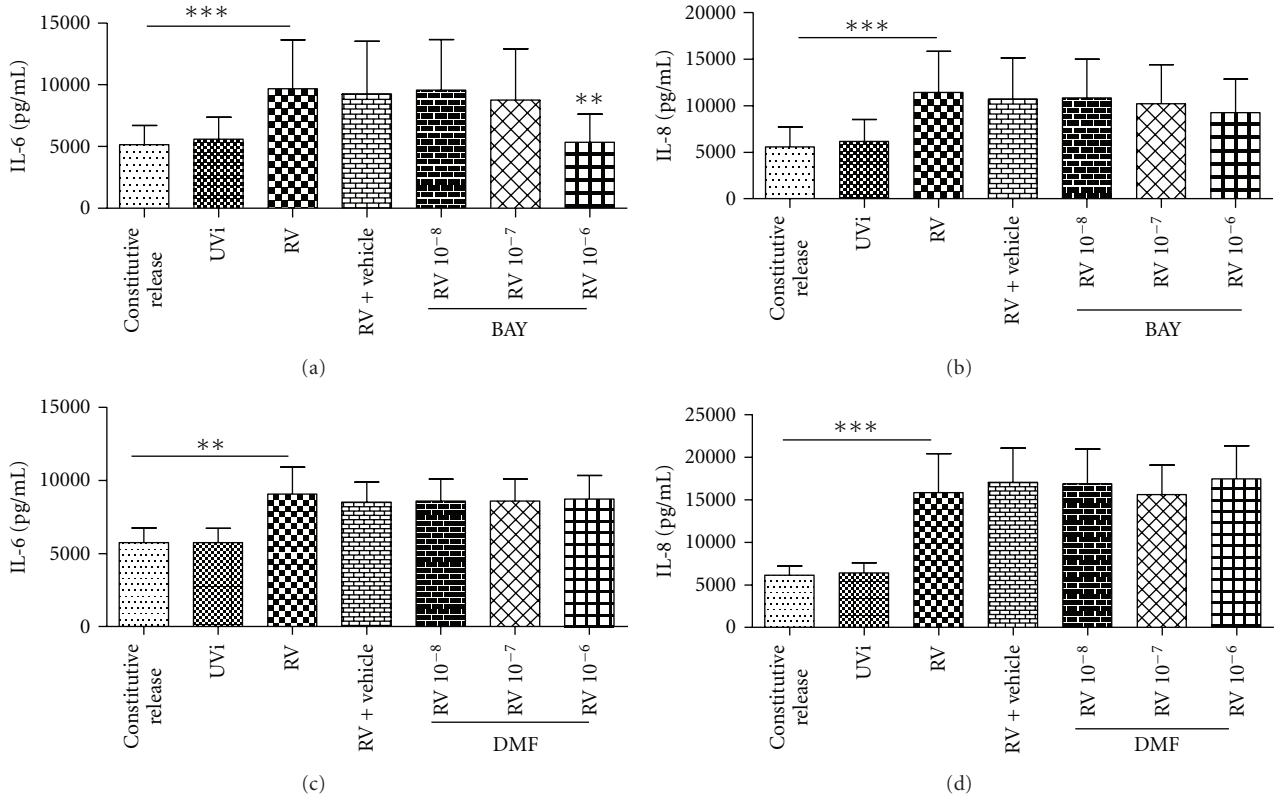 15000
10000
5000
0
IL-6 (pg/mL)
***
**
Constitutive
release
UVi
RV
RV + vehicle
RV 10⁻⁸
RV 10⁻⁷
RV 10⁻⁶
BAY
(a)
20000
15000
10000
5000
0
IL-8 (pg/mL)
***
Constitutive
release
UVi
RV
RV + vehicle
RV 10⁻⁸
RV 10⁻⁷
RV 10⁻⁶
BAY
(b)
15000
10000
5000
0
IL-6 (pg/mL)
**
Constitutive
release
UVi
RV
RV + vehicle
RV 10⁻⁸
RV 10⁻⁷
RV 10⁻⁶
DMF
(c)
25000
20000
15000
10000
5000
0
IL-8 (pg/mL)
***
Constitutive
release
UVi
RV
RV + vehicle
RV 10⁻⁸
RV 10⁻⁷
RV 10⁻⁶
DMF
(d)